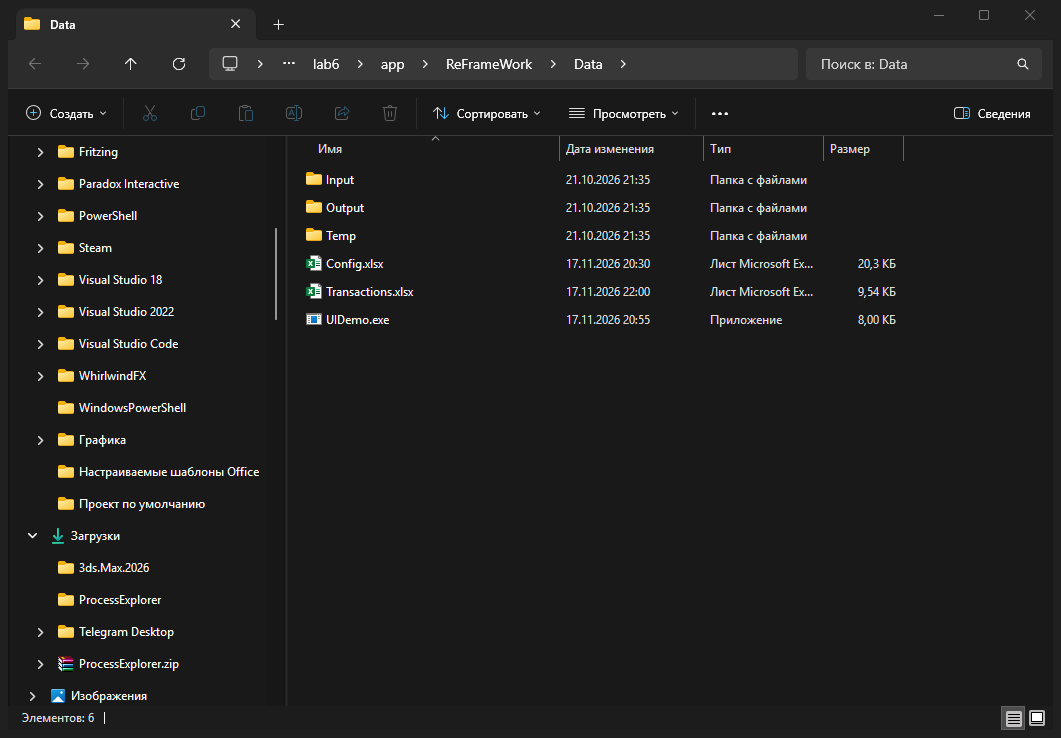 Data
lab6 app ReFrameWork Data
Поиск в: Data
Создать
Сортировать
Просмотреть
Сведения
Fritzing
Paradox Interactive
PowerShell
Steam
Visual Studio 18
Visual Studio 2022
Visual Studio Code
WhirlwindFX
WindowsPowerShell
Графика
Настраиваемые шаблоны Office
Проект по умолчанию
Загрузки
3ds.Max.2026
ProcessExplorer
Telegram Desktop
ProcessExplorer.zip
Изображения
Имя Дата изменения Тип Размер
Input 21.10.2026 21:35 Папка с файлами
Output 21.10.2026 21:35 Папка с файлами
Temp 21.10.2026 21:35 Папка с файлами
Config.xlsx 17.11.2026 20:30 Лист Microsoft Ex... 20,3 КБ
Transactions.xlsx 17.11.2026 22:00 Лист Microsoft Ex... 9,54 КБ
UIDemo.exe 17.11.2026 20:55 Приложение 8,00 КБ
Элементов: 6